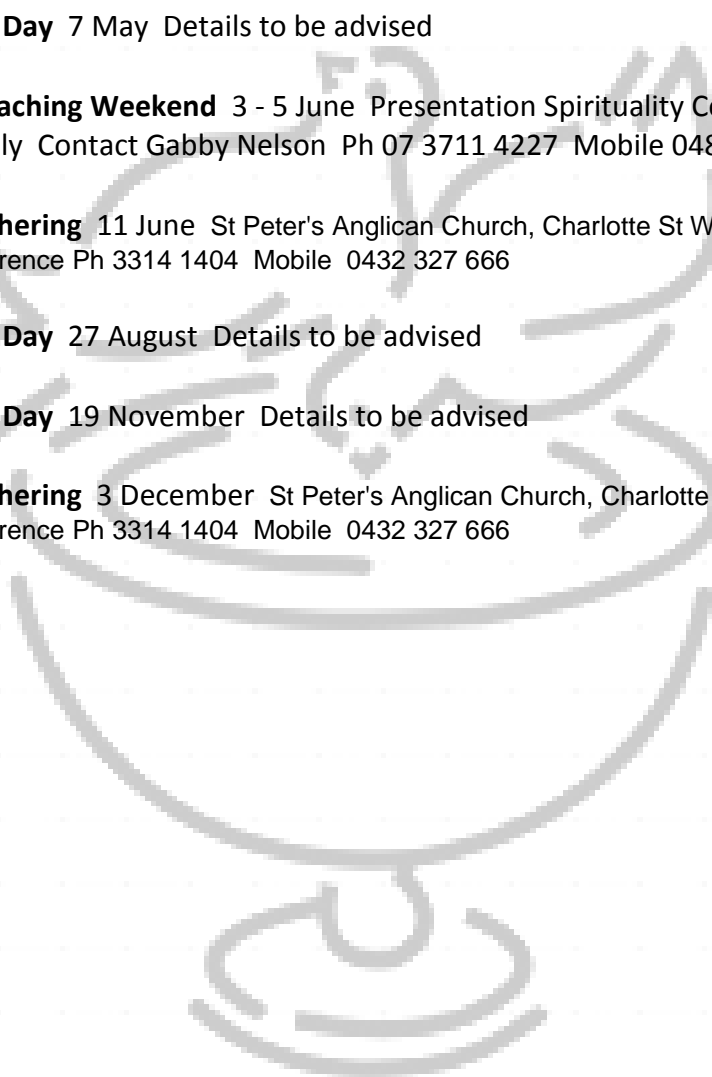 Day 7 May Details to be advised
aching Weekend 3 - 5 June Presentation Spirituality C
ly Contact Gabby Nelson Ph 07 3711 4227 Mobile 048
hering 11 June St Peter's Anglican Church, Charlotte St W
rence Ph 3314 1404 Mobile 0432 327 666
Day 27 August Details to be advised
Day 19 November Details to be advised
hering 3 December St Peter's Anglican Church, Charlotte
rence Ph 3314 1404 Mobile 0432 327 666